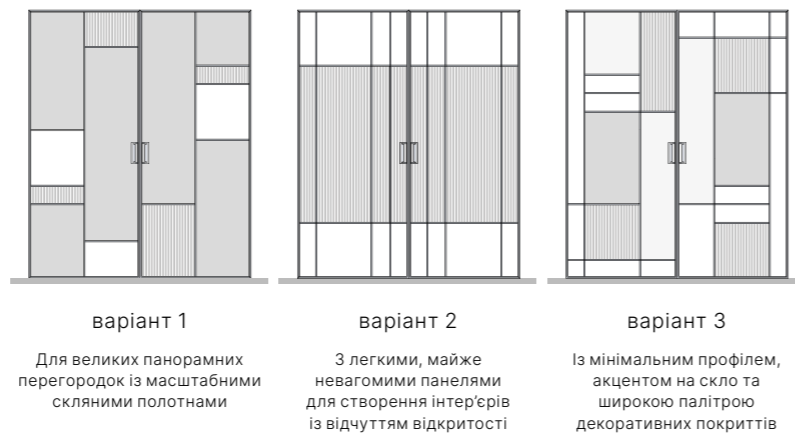 варіант 1
Для великих панорамних
перегородок із масштабними
скляними полотнами
варіант 2
З легкими, майже
невагомими панелями
для створення інтер’єрів
із відчуттям відкритості
варіант 3
Із мінімальним профілем,
акцентом на скло та
широкою палітрою
декоративних покриттів